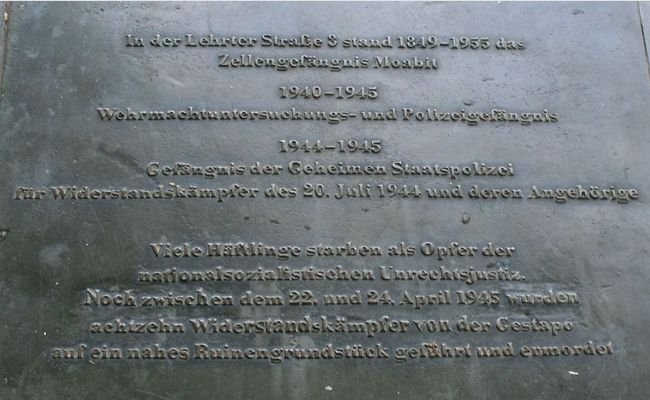 In der Lehrter Straße 3 stand 1849–1955 das
Zellengefängnis Moabit
1940–1945
Wehrmachtuntersuchungs- und Polizeigefängnis
1944–1945
Gefängnis der Geheimen Staatspolizei
für Widerstandskämpfer des 20. Juli 1944 und deren Angehörige
Viele Häftlinge starben als Opfer der
nationalsozialistischen Unrechtsjustiz.
Noch zwischen dem 22. und 24. April 1945 wurden
achtzehn Widerstandskämpfer von der Gestapo
auf ein nahes Ruinengrundstück geführt und ermordet